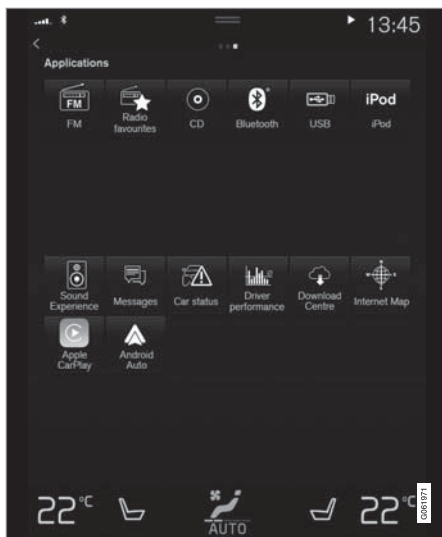 13:45
Applications
FM
FM
Radio
favourites
CD
Bluetooth
USB
iPod
iPod
Sound
Experience
Messages
Car status
Driver
performance
Download
Centre
Internet Map
Apple
CarPlay
Android
Auto
22°C
AUTO
22°C
G061971